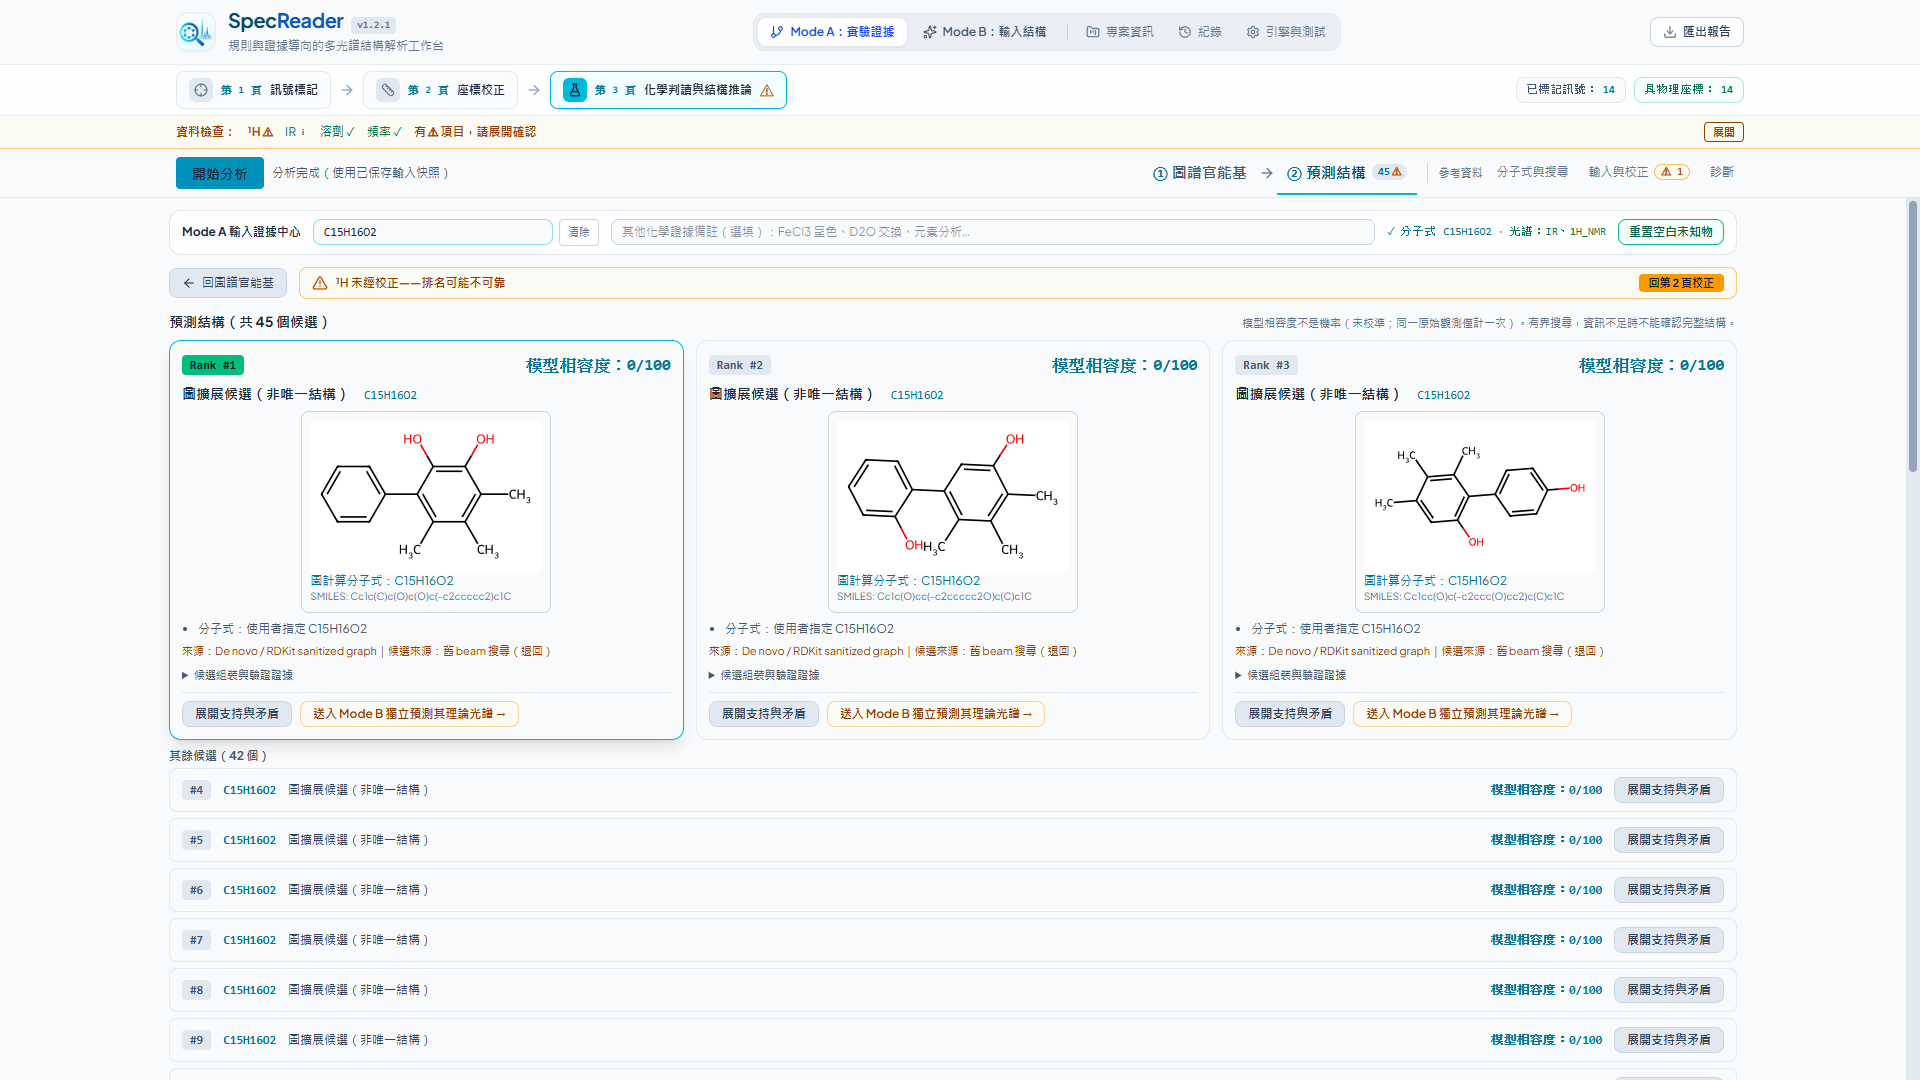 SpecReader v1.2.1
規則與證據導向的多光譜結構解析工作台
Mode A：實驗證據
Mode B：輸入結構
專案資訊
紀錄
引擎與測試
匯出報告
第 1 頁 訊號標記
第 2 頁 座標校正
第 3 頁 化學判讀與結構推論
已標記訊號： 14
具物理座標： 14
資料檢查： ¹H⚠ IR ⁝ 溶劑✓ 頻率✓ 有⚠項目，請展開確認
展開
開始分析
分析完成（使用已保存輸入快照）
① 圖譜官能基 → ② 預測結構 45⚠
參考資料
分子式與搜尋
輸入與校正 ⚠ 1
診斷
Mode A 輸入證據中心
C15H16O2
清除
其他化學證據備註（選填）：FeCl3 呈色、D2O 交換、元素分析…
✓ 分子式 C15H16O2 · 光譜：IR、1H_NMR
重置空白未知物
← 回圖譜官能基
¹H 未經校正——排名可能不可靠
回第 2 頁校正
預測結構（共 45 個候選）
模型相容度不是機率（未校準；同一原始觀測僅計一次）。有界搜尋，資訊不足時不能確認完整結構。
Rank #1
模型相容度：0/100
圖擴展候選（非唯一結構） C15H16O2
HO OH
CH3
H3C CH3
圖計算分子式：C15H16O2
SMILES: Cc1c(C)c(O)c(O)c(-c2ccccc2)c1C
• 分子式：使用者指定 C15H16O2
來源：De novo / RDKit sanitized graph｜候選來源：舊 beam 搜尋（退回）
▶ 候選組裝與驗證證據
展開支持與矛盾
送入 Mode B 獨立預測其理論光譜 →
Rank #2
模型相容度：0/100
圖擴展候選（非唯一結構） C15H16O2
OH
CH3
OH H3C CH3
圖計算分子式：C15H16O2
SMILES: Cc1c(O)cc(-c2ccccc2O)c(C)c1C
• 分子式：使用者指定 C15H16O2
來源：De novo / RDKit sanitized graph｜候選來源：舊 beam 搜尋（退回）
▶ 候選組裝與驗證證據
展開支持與矛盾
送入 Mode B 獨立預測其理論光譜 →
Rank #3
模型相容度：0/100
圖擴展候選（非唯一結構） C15H16O2
H3C CH3
OH
H3C
OH
圖計算分子式：C15H16O2
SMILES: Cc1cc(O)c(-c2ccc(O)cc2)c(C)c1C
• 分子式：使用者指定 C15H16O2
來源：De novo / RDKit sanitized graph｜候選來源：舊 beam 搜尋（退回）
▶ 候選組裝與驗證證據
展開支持與矛盾
送入 Mode B 獨立預測其理論光譜 →
其餘候選（42 個）
#4 C15H16O2 圖擴展候選（非唯一結構） 模型相容度：0/100 展開支持與矛盾
#5 C15H16O2 圖擴展候選（非唯一結構） 模型相容度：0/100 展開支持與矛盾
#6 C15H16O2 圖擴展候選（非唯一結構） 模型相容度：0/100 展開支持與矛盾
#7 C15H16O2 圖擴展候選（非唯一結構） 模型相容度：0/100 展開支持與矛盾
#8 C15H16O2 圖擴展候選（非唯一結構） 模型相容度：0/100 展開支持與矛盾
#9 C15H16O2 圖擴展候選（非唯一結構） 模型相容度：0/100 展開支持與矛盾